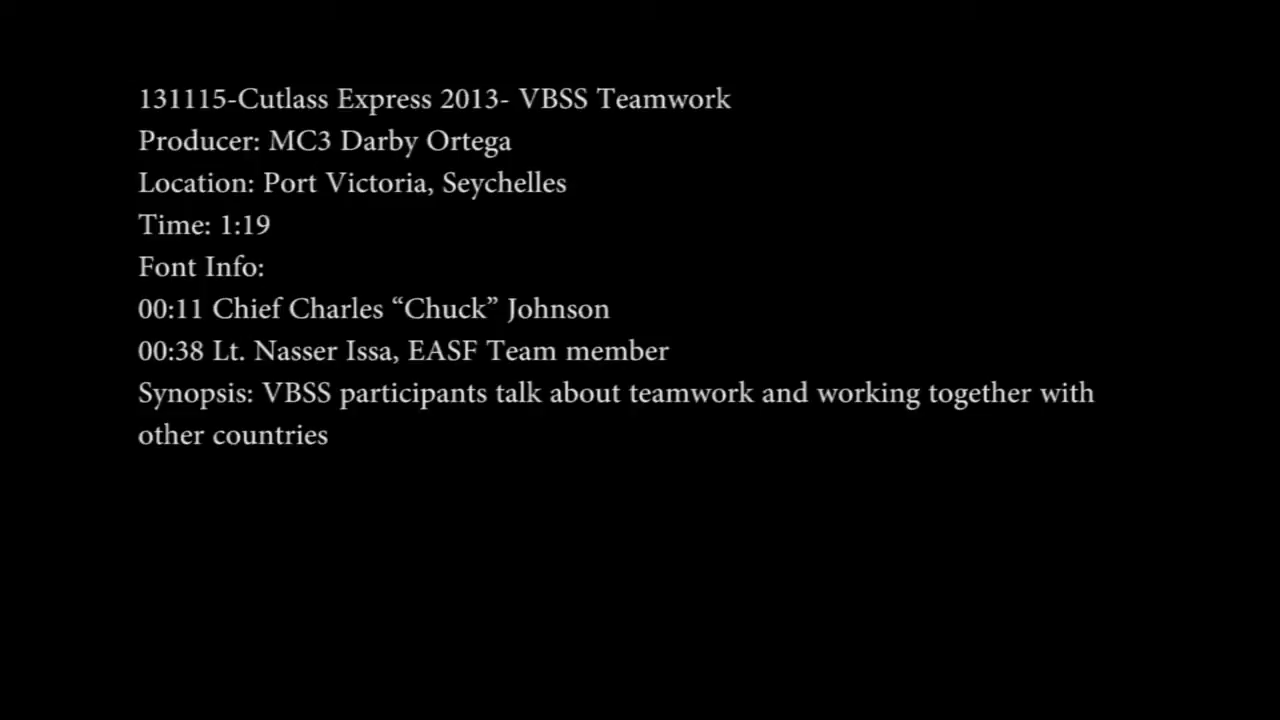 131115-Cutlass Express 2013- VBSS Teamwork
Producer: MC3 Darby Ortega
Location: Port Victoria, Seychelles
Time: 1:19
Font Info:
00:11 Chief Charles “Chuck” Johnson
00:38 Lt. Nasser Issa, EASF Team member
Synopsis: VBSS participants talk about teamwork and working together with
other countries